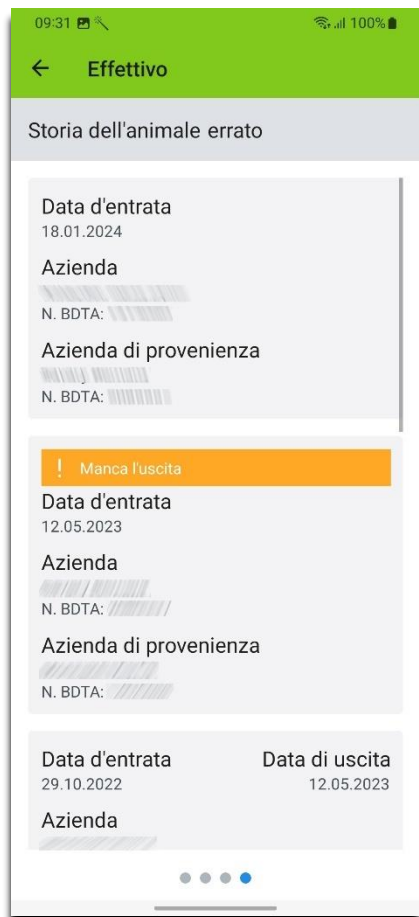 09:31
100%
Effettivo
Storia dell'animale errato
Data d'entrata
18.01.2024
Azienda
N. BDTA:
Azienda di provenienza
N. BDTA:
! Manca l'uscita
Data d'entrata
12.05.2023
Azienda
N. BDTA:
Azienda di provenienza
N. BDTA:
Data d'entrata Data di uscita
29.10.2022 12.05.2023
Azienda